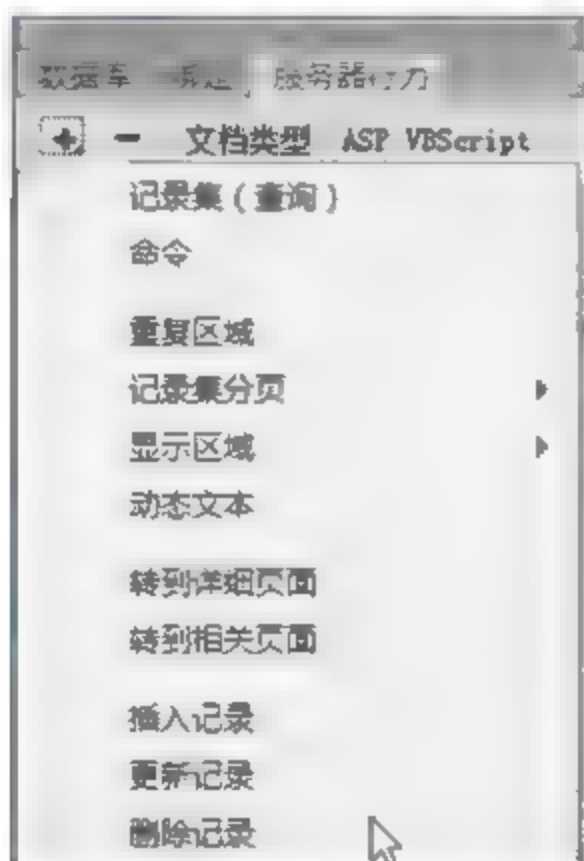 数据库 绑定 服务器行为
+ − 文档类型 ASP VBScript
记录集(查询)
命令
重复区域
记录集分页
显示区域
动态文本
转到详细页面
转到相关页面
插入记录
更新记录
删除记录